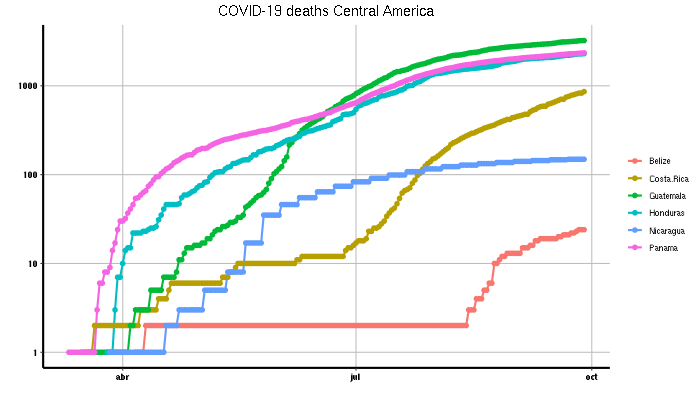 COVID-19 deaths Central America
1000
100
10
1
abr
jul
oct
Belize
Costa.Rica
Guatemala
Honduras
Nicaragua
Panama